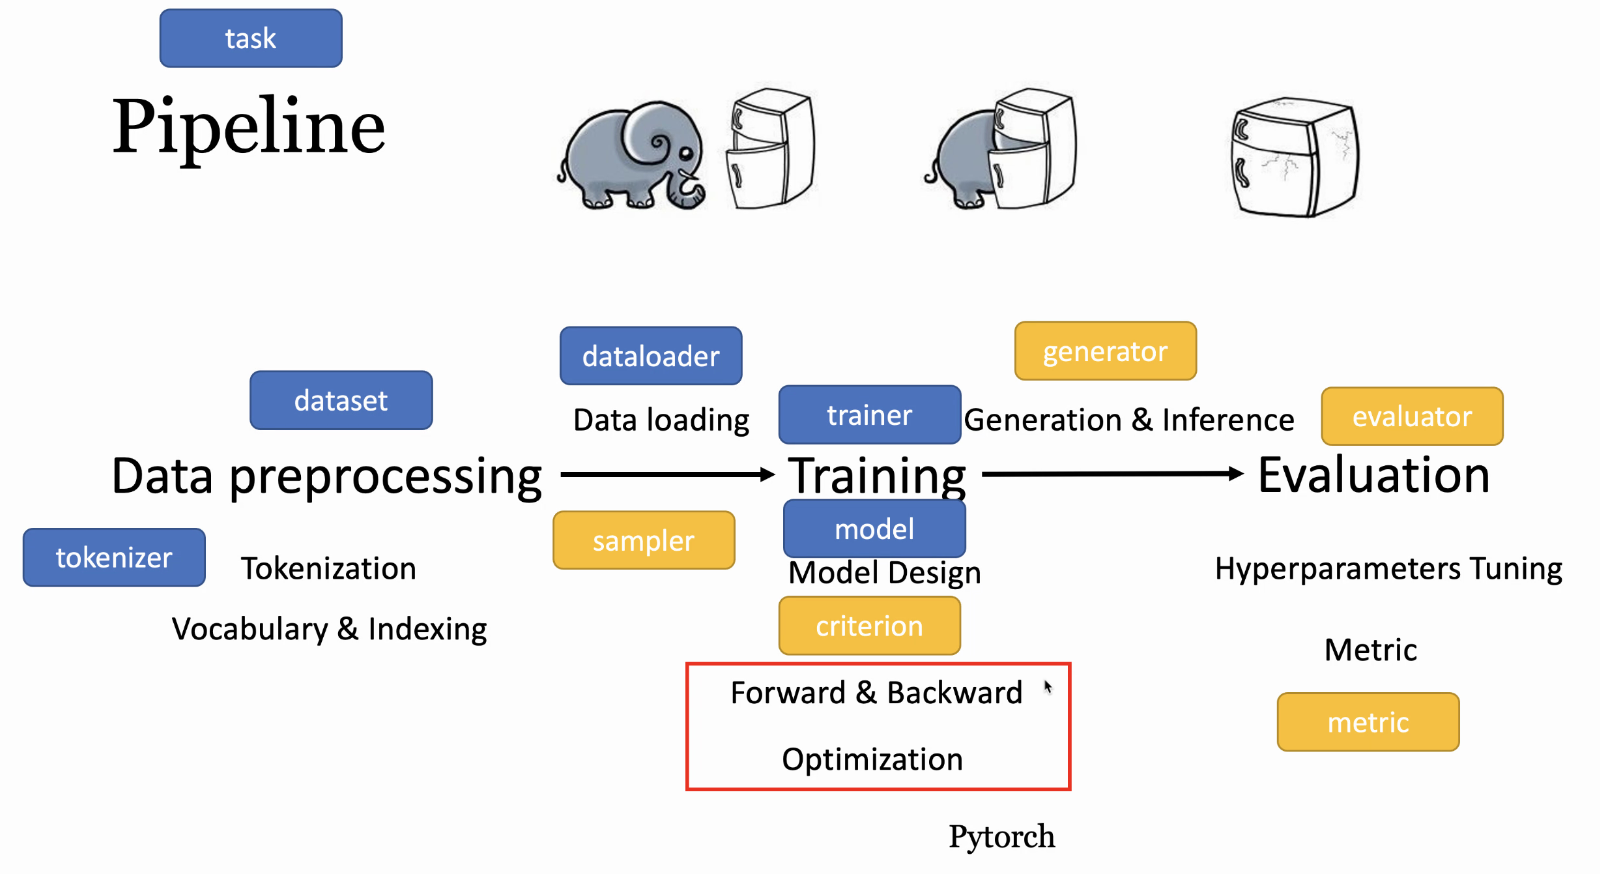 task
Pipeline
dataloader
generator
dataset
Data loading
trainer
Generation & Inference
evaluator
Data preprocessing
Training
Evaluation
tokenizer
Tokenization
sampler
model
Model Design
Hyperparameters Tuning
Vocabulary & Indexing
criterion
Metric
Forward & Backward
metric
Optimization
Pytorch